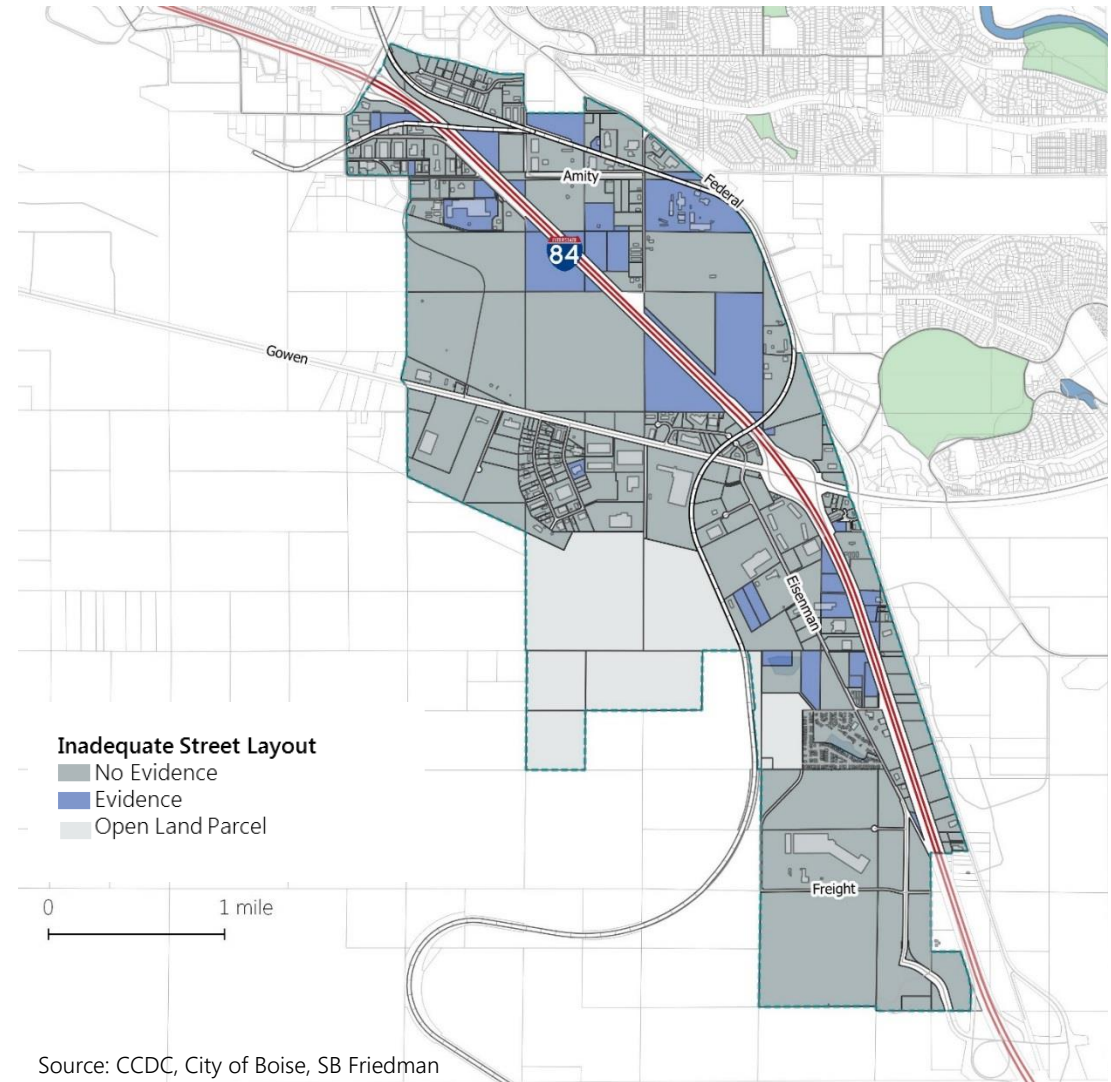 Amity
Federal
INTERSTATE
84
Gowen
Eisenman
Inadequate Street Layout
No Evidence
Evidence
Open Land Parcel
Freight
0 1 mile
Source: CCDC, City of Boise, SB Friedman